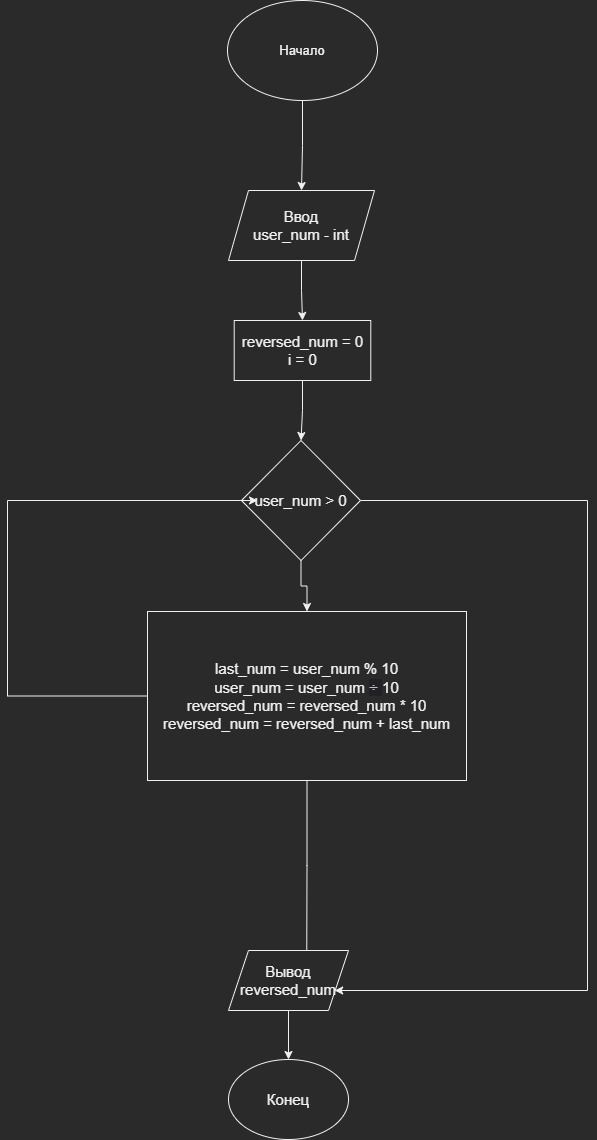 Начало
Ввод
user_num - int
reversed_num = 0
i = 0
user_num > 0
last_num = user_num % 10
user_num = user_num ÷ 10
reversed_num = reversed_num * 10
reversed_num = reversed_num + last_num
Вывод
reversed_num
Конец